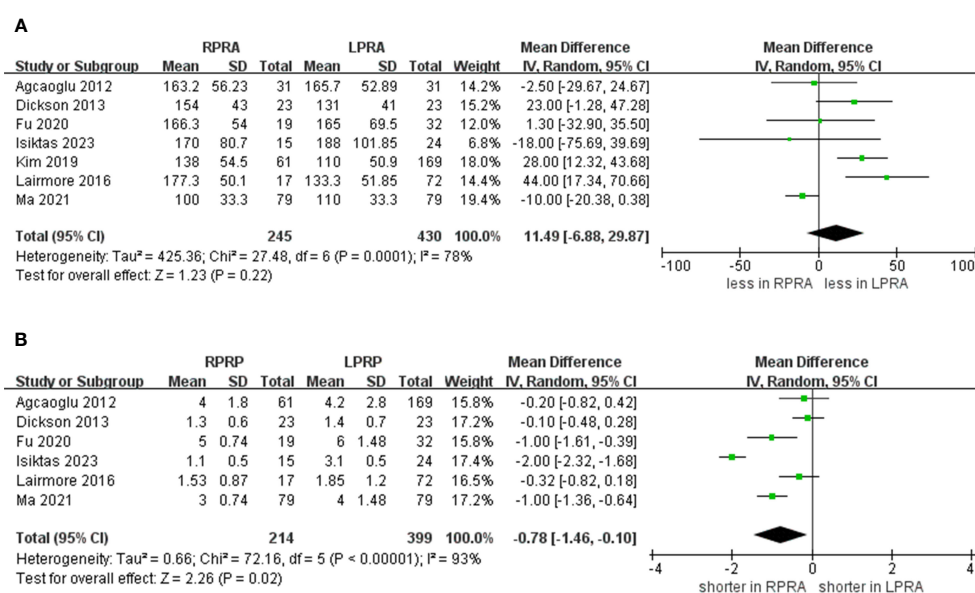 A
RPRA LPRA Mean Difference Mean Difference
Study or Subgroup Mean SD Total Mean SD Total Weight IV, Random, 95% CI IV, Random, 95% CI
Agcaoglu 2012 163.2 56.23 31 165.7 52.89 31 14.2% -2.50 [-29.67, 24.67]
Dickson 2013 154 43 23 131 41 23 15.2% 23.00 [-1.28, 47.28]
Fu 2020 166.3 54 19 165 69.5 32 12.0% 1.30 [-32.90, 35.50]
Isiktas 2023 170 80.7 15 188 101.85 24 6.8% -18.00 [-75.69, 39.69]
Kim 2019 138 54.5 61 110 50.9 169 18.0% 28.00 [12.32, 43.68]
Lairmore 2016 177.3 50.1 17 133.3 51.85 72 14.4% 44.00 [17.34, 70.66]
Ma 2021 100 33.3 79 110 33.3 79 19.4% -10.00 [-20.38, 0.38]
Total (95% CI) 245 430 100.0% 11.49 [-6.88, 29.87]
Heterogeneity: Tau² = 425.36; Chi² = 27.48, df = 6 (P = 0.0001); I² = 78%
Test for overall effect: Z = 1.23 (P = 0.22)
-100 -50 0 50 100
less in RPRA less in LPRA
B
RPRP LPRP Mean Difference Mean Difference
Study or Subgroup Mean SD Total Mean SD Total Weight IV, Random, 95% CI IV, Random, 95% CI
Agcaoglu 2012 4 1.8 61 4.2 2.8 169 15.8% -0.20 [-0.82, 0.42]
Dickson 2013 1.3 0.6 23 1.4 0.7 23 17.2% -0.10 [-0.48, 0.28]
Fu 2020 5 0.74 19 6 1.48 32 15.8% -1.00 [-1.61, -0.39]
Isiktas 2023 1.1 0.5 15 3.1 0.5 24 17.4% -2.00 [-2.32, -1.68]
Lairmore 2016 1.53 0.87 17 1.85 1.2 72 16.5% -0.32 [-0.82, 0.18]
Ma 2021 3 0.74 79 4 1.48 79 17.2% -1.00 [-1.36, -0.64]
Total (95% CI) 214 399 100.0% -0.78 [-1.46, -0.10]
Heterogeneity: Tau² = 0.66; Chi² = 72.16, df = 5 (P < 0.00001); I² = 93%
Test for overall effect: Z = 2.26 (P = 0.02)
-4 -2 0 2 4
shorter in RPRA shorter in LPRA